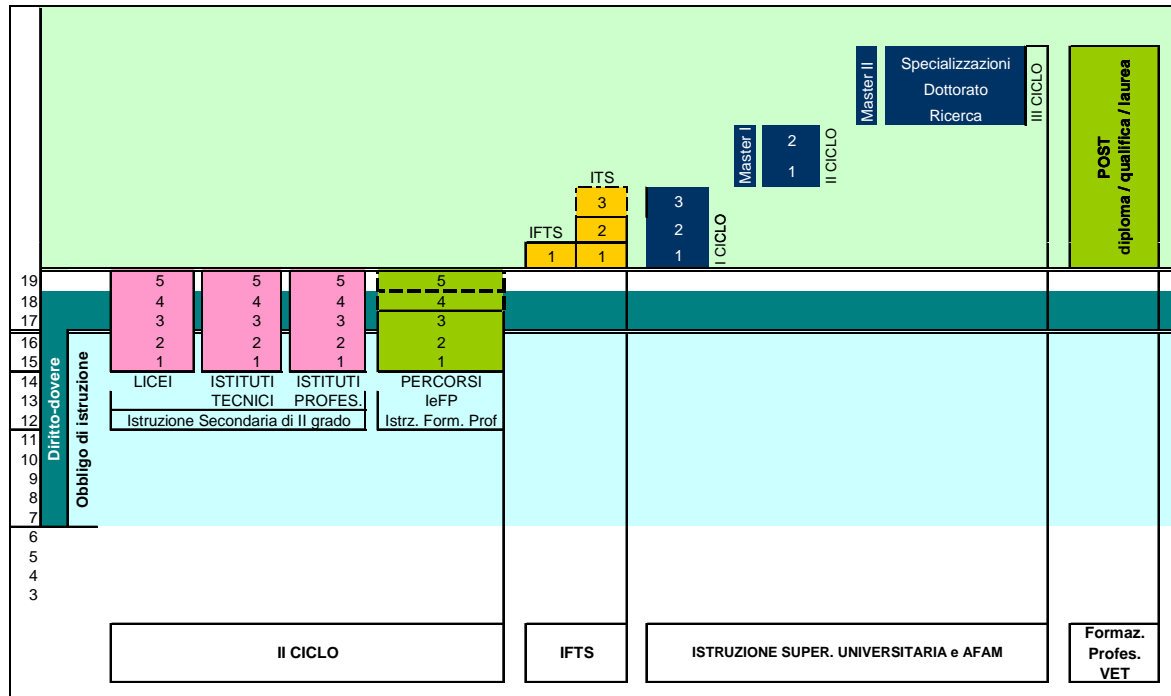 Master II
Specializzazioni
Dottorato
Ricerca
III CICLO
Master I
2
1
II CICLO
POST
diploma / qualifica / laurea
ITS
3
2
1
IFTS
1
3
2
1
I CICLO
19 5 5 5 5
18 4 4 4 4
17 3 3 3 3
16 2 2 2 2
15 1 1 1 1
14 LICEI ISTITUTI ISTITUTI PERCORSI
13 TECNICI PROFES. IeFP
12 Istruzione Secondaria di II grado Istrz. Form. Prof
11
10
9
8
7
6
5
4
3
Diritto-dovere
Obbligo di istruzione
II CICLO
IFTS
ISTRUZIONE SUPER. UNIVERSITARIA e AFAM
Formaz.
Profes.
VET